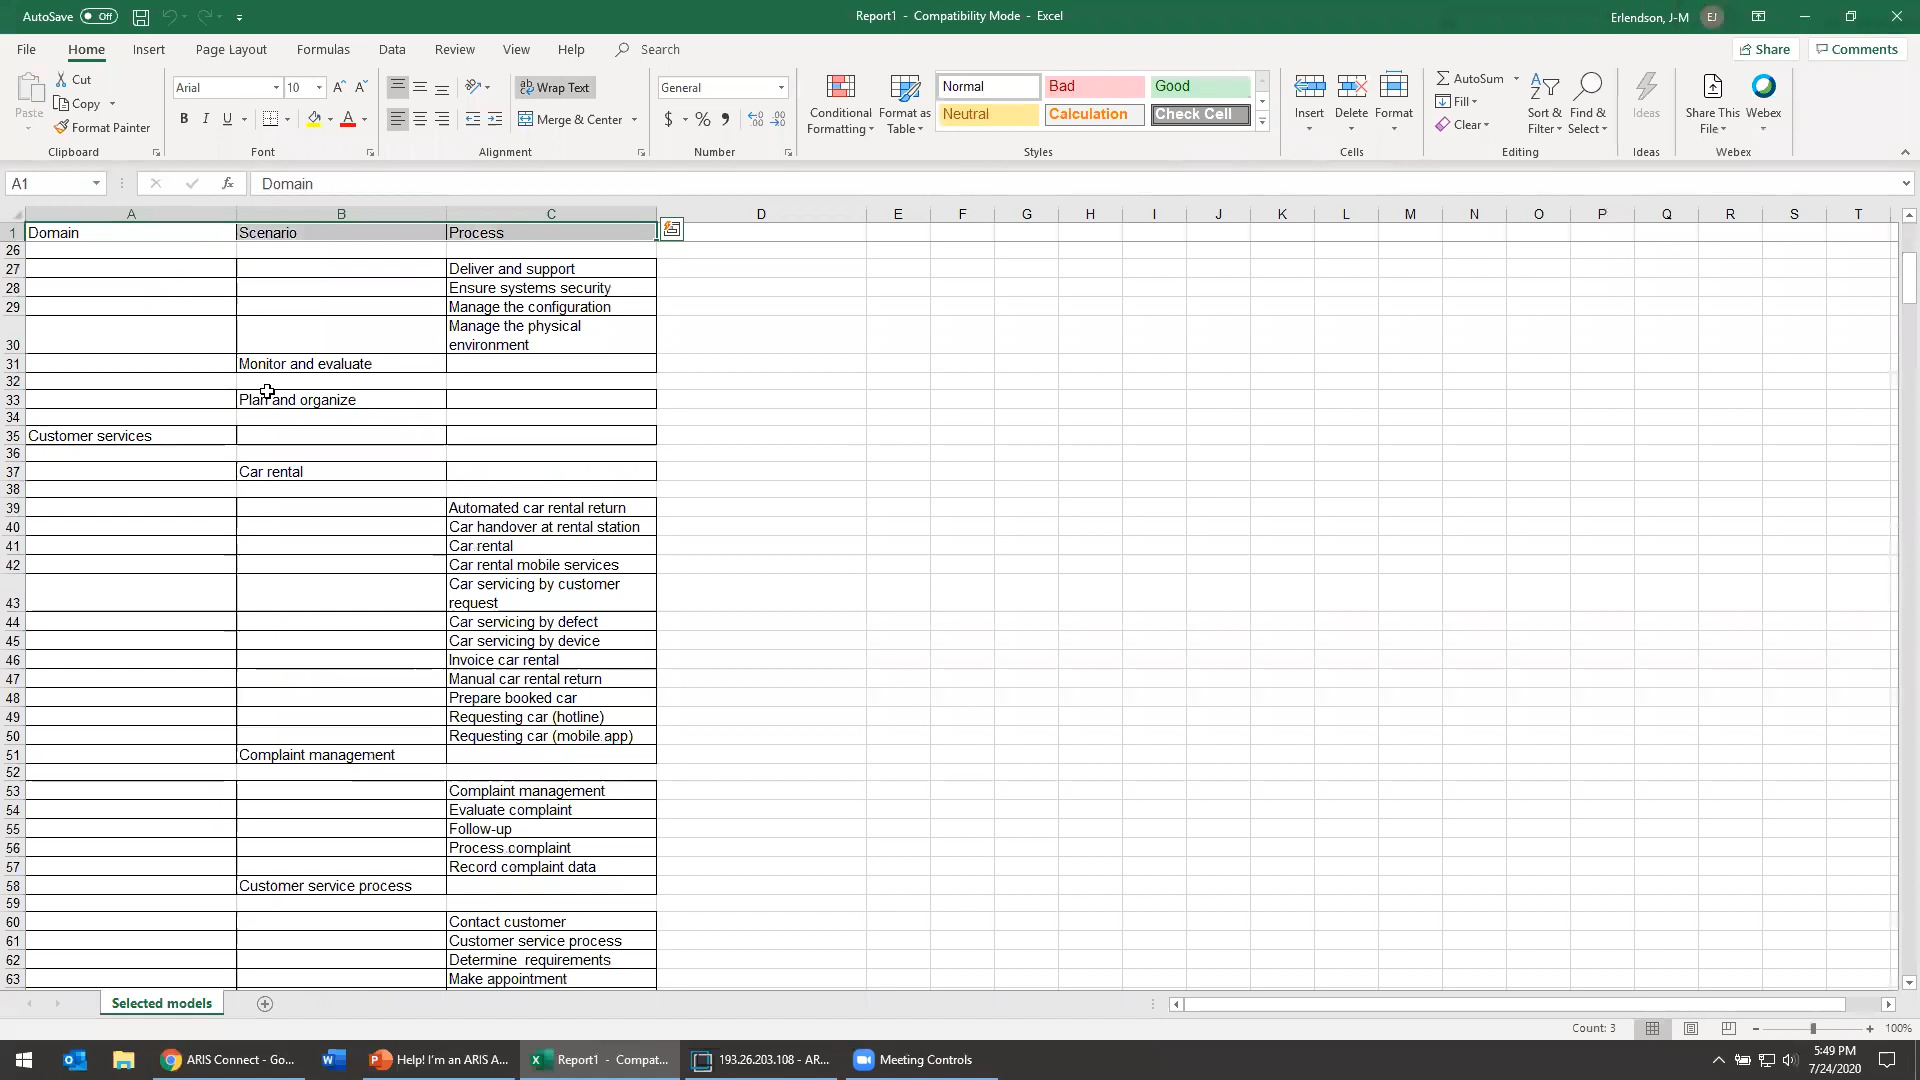 AutoSave Off Report1 - Compatibility Mode - Excel Erlendson, J-M EJ
File Home Insert Page Layout Formulas Data Review View Help Search Share Comments
Paste Cut Copy Format Painter Clipboard
Arial 10 B I U A Font
Wrap Text Merge & Center Alignment
General $ % Number
Conditional Formatting Format as Table Normal Bad Good Neutral Calculation Check Cell Styles
Insert Delete Format Cells
AutoSum Fill Clear Sort & Filter Find & Select Editing
Ideas Ideas
Share This File Webex Webex
A1 fx Domain
A B C D E F G H I J K L M N O P Q R S T
1 Domain Scenario Process
26
27 Deliver and support
28 Ensure systems security
29 Manage the configuration
Manage the physical
30 environment
31 Monitor and evaluate
32
33 Plan and organize
34
35 Customer services
36
37 Car rental
38
39 Automated car rental return
40 Car handover at rental station
41 Car rental
42 Car rental mobile services
Car servicing by customer
43 request
44 Car servicing by defect
45 Car servicing by device
46 Invoice car rental
47 Manual car rental return
48 Prepare booked car
49 Requesting car (hotline)
50 Requesting car (mobile app)
51 Complaint management
52
53 Complaint management
54 Evaluate complaint
55 Follow-up
56 Process complaint
57 Record complaint data
58 Customer service process
59
60 Contact customer
61 Customer service process
62 Determine requirements
63 Make appointment
Selected models
Count: 3 100%
ARIS Connect - Go... Help! I'm an ARIS A... Report1 - Compat... 193.26.203.108 - AR... Meeting Controls 5:49 PM
7/24/2020